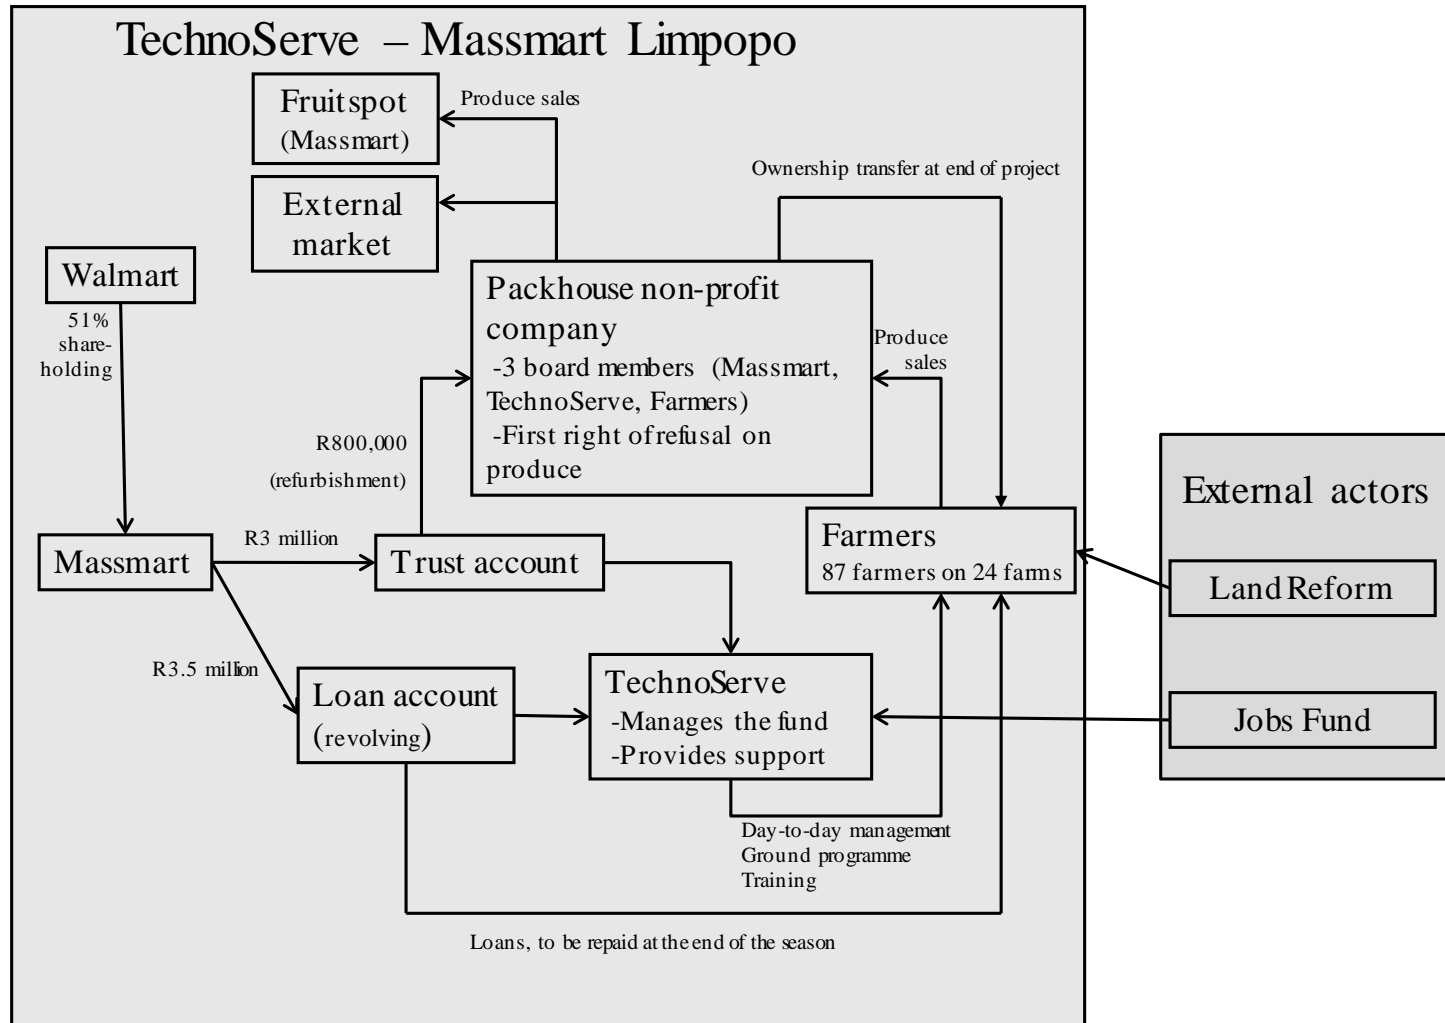 TechnoServe – Massmart Limpopo
Fruitspot
(Massmart)
Produce sales
External
market
Ownership transfer at end of project
Walmart
51%
share-
holding
Packhouse non-profit
company
-3 board members (Massmart,
TechnoServe, Farmers)
-First right of refusal on
produce
Produce
sales
R800,000
(refurbishment)
Massmart
R3 million
Trust account
Farmers
87 farmers on 24 farms
External actors
Land Reform
Jobs Fund
R3.5 million
Loan account
(revolving)
TechnoServe
-Manages the fund
-Provides support
Day-to-day management
Ground programme
Training
Loans, to be repaid at the end of the season